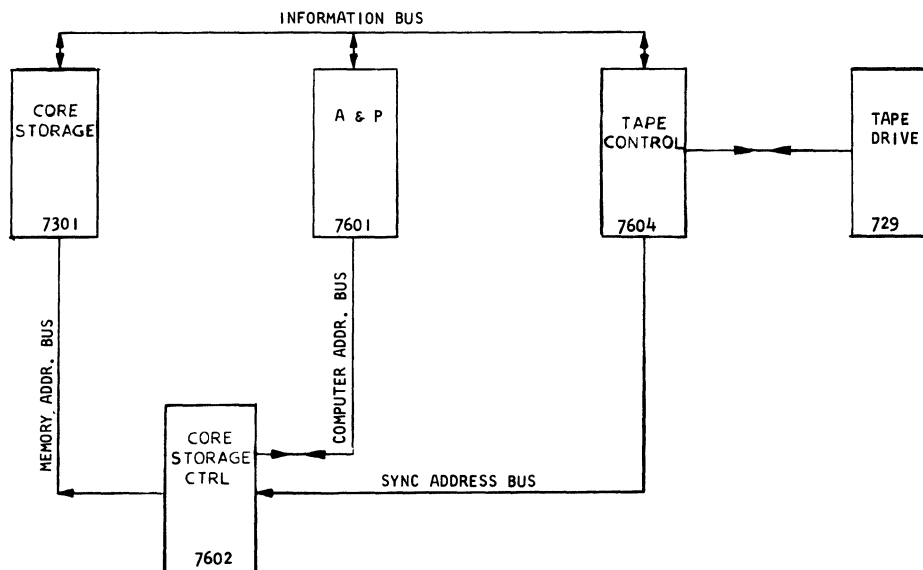 INFORMATION BUS
CORE
STORAGE
7301
A & P
7601
TAPE
CONTROL
7604
TAPE
DRIVE
729
MEMORY ADDR. BUS
COMPUTER ADDR. BUS
CORE
STORAGE
CTRL
7602
SYNC ADDRESS BUS